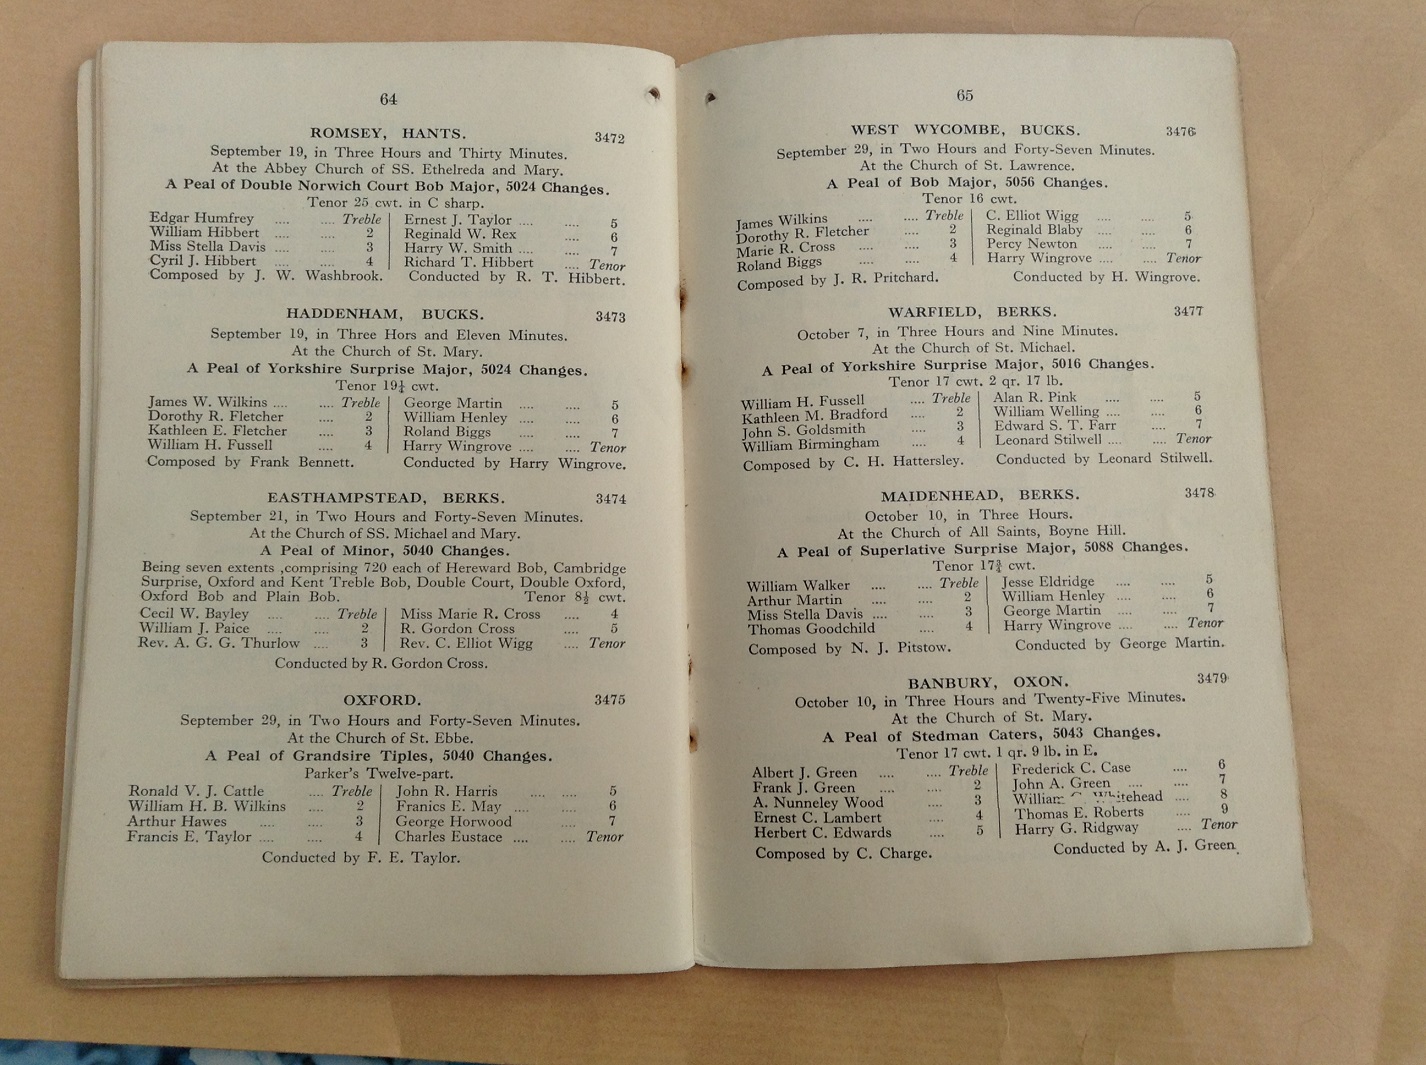 64
ROMSEY, HANTS. 3472
September 19, in Three Hours and Thirty Minutes.
At the Abbey Church of SS. Ethelreda and Mary.
A Peal of Double Norwich Court Bob Major, 5024 Changes.
Tenor 25 cwt. in C sharp.
Edgar Humfrey .... .... Treble | Ernest J. Taylor .... .... 5
William Hibbert .... 2 | Reginald W. Rex .... 6
Miss Stella Davis .... .... 3 | Harry W. Smith .... .... 7
Cyril J. Hibbert .... .... 4 | Richard T. Hibbert .... Tenor
Composed by J. W. Washbrook. Conducted by R. T. Hibbert.
HADDENHAM, BUCKS. 3473
September 19, in Three Hors and Eleven Minutes.
At the Church of St. Mary.
A Peal of Yorkshire Surprise Major, 5024 Changes.
Tenor 19¼ cwt.
James W. Wilkins .... .... Treble | George Martin .... .... 5
Dorothy R. Fletcher .... 2 | William Henley .... .... 6
Kathleen E. Fletcher .... 3 | Roland Biggs .... .... 7
William H. Fussell .... 4 | Harry Wingrove .... .... Tenor
Composed by Frank Bennett. Conducted by Harry Wingrove.
EASTHAMPSTEAD, BERKS. 3474
September 21, in Two Hours and Forty-Seven Minutes.
At the Church of SS. Michael and Mary.
A Peal of Minor, 5040 Changes.
Being seven extents ,comprising 720 each of Hereward Bob, Cambridge
Surprise, Oxford and Kent Treble Bob, Double Court, Double Oxford,
Oxford Bob and Plain Bob. Tenor 8½ cwt.
Cecil W. Bayley .... .... Treble | Miss Marie R. Cross .... 4
William J. Paice .... .... 2 | R. Gordon Cross .... 5
Rev. A. G. G. Thurlow .... 3 | Rev. C. Elliot Wigg .... Tenor
Conducted by R. Gordon Cross.
OXFORD. 3475
September 29, in Two Hours and Forty-Seven Minutes.
At the Church of St. Ebbe.
A Peal of Grandsire Tiples, 5040 Changes.
Parker's Twelve-part.
Ronald V. J. Cattle .... Treble | John R. Harris .... .... 5
William H. B. Wilkins .... 2 | Franics E. May .... .... 6
Arthur Hawes .... .... 3 | George Horwood .... 7
Francis E. Taylor .... .... 4 | Charles Eustace .... .... Tenor
Conducted by F. E. Taylor.
65
WEST WYCOMBE, BUCKS. 3476
September 29, in Two Hours and Forty-Seven Minutes.
At the Church of St. Lawrence.
A Peal of Bob Major, 5056 Changes.
Tenor 16 cwt.
James Wilkins .... .... Treble | C. Elliot Wigg .... .... 5
Dorothy R. Fletcher .... 2 | Reginald Blaby .... .... 6
Marie R. Cross .... .... 3 | Percy Newton .... .... 7
Roland Biggs .... .... 4 | Harry Wingrove .... .... Tenor
Composed by J. R. Pritchard. Conducted by H. Wingrove.
WARFIELD, BERKS. 3477
October 7, in Three Hours and Nine Minutes.
At the Church of St. Michael.
A Peal of Yorkshire Surprise Major, 5016 Changes.
Tenor 17 cwt. 2 qr. 17 lb.
William H. Fussell .... Treble | Alan R. Pink .... .... 5
Kathleen M. Bradford .... 2 | William Welling .... .... 6
John S. Goldsmith .... 3 | Edward S. T. Farr .... 7
William Birmingham .... 4 | Leonard Stilwell .... .... Tenor
Composed by C. H. Hattersley. Conducted by Leonard Stilwell.
MAIDENHEAD, BERKS. 3478
October 10, in Three Hours.
At the Church of All Saints, Boyne Hill.
A Peal of Superlative Surprise Major, 5088 Changes.
Tenor 17¾ cwt.
William Walker .... .... Treble | Jesse Eldridge .... .... 5
Arthur Martin .... .... 2 | William Henley .... .... 6
Miss Stella Davis .... .... 3 | George Martin .... .... 7
Thomas Goodchild .... 4 | Harry Wingrove .... .... Tenor
Composed by N. J. Pitstow. Conducted by George Martin.
BANBURY, OXON. 3479
October 10, in Three Hours and Twenty-Five Minutes.
At the Church of St. Mary.
A Peal of Stedman Caters, 5043 Changes.
Tenor 17 cwt. 1 qr. 9 lb. in E.
Albert J. Green .... .... Treble | Frederick C. Case .... 6
Frank J. Green .... .... 2 | John A. Green .... .... 7
A. Nunneley Wood .... 3 | William Whitehead .... 8
Ernest C. Lambert .... 4 | Thomas E. Roberts .... 9
Herbert C. Edwards .... 5 | Harry G. Ridgway .... Tenor
Composed by C. Charge. Conducted by A. J. Green.